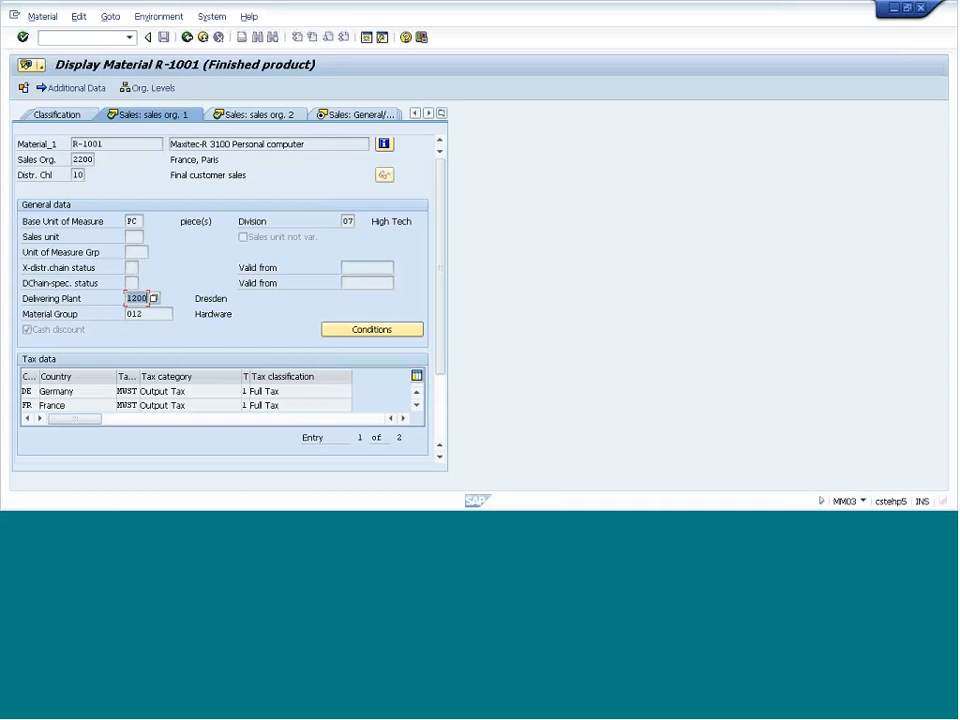 Material Edit Goto Environment System Help
Display Material R-1001 (Finished product)
Additional Data Org. Levels
Classification Sales: sales org. 1 Sales: sales org. 2 Sales: General/...
Material_1 R-1001 Maxitec-R 3100 Personal computer
Sales Org. 2200 France, Paris
Distr. Chl 10 Final customer sales
General data
Base Unit of Measure PC piece(s) Division 07 High Tech
Sales unit Sales unit not var.
Unit of Measure Grp
X-distr.chain status Valid from
DChain-spec. status Valid from
Delivering Plant 1200 Dresden
Material Group 012 Hardware
Cash discount Conditions
Tax data
C... Country Ta... Tax category T Tax classification
DE Germany MWST Output Tax 1 Full Tax
FR France MWST Output Tax 1 Full Tax
Entry 1 of 2
SAP MM03 cstehp5 INS